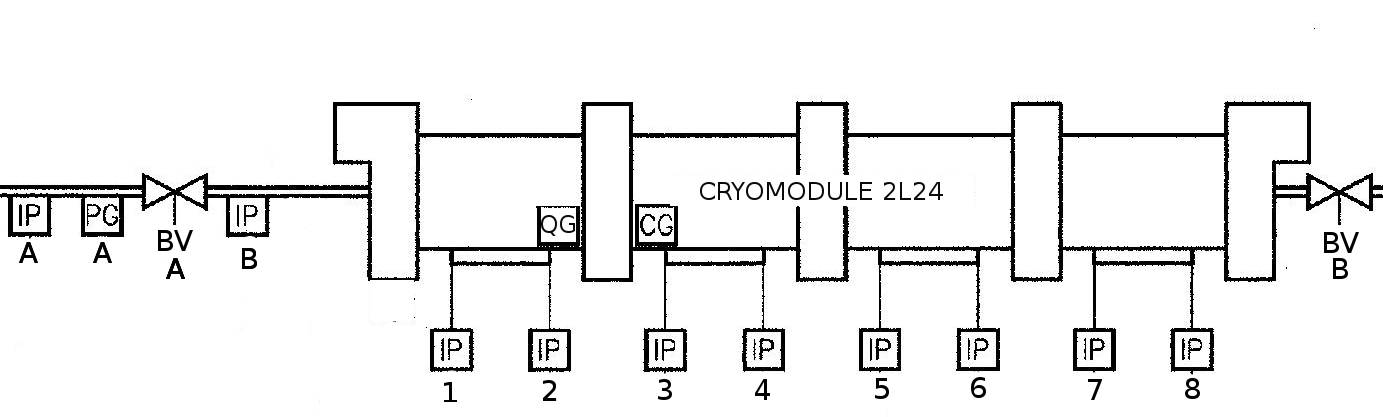 CRYOMODULE 2L24
QG CG
IP PG IP
BV
A A A B
BV
B
IP IP IP IP IP IP IP IP
1 2 3 4 5 6 7 8